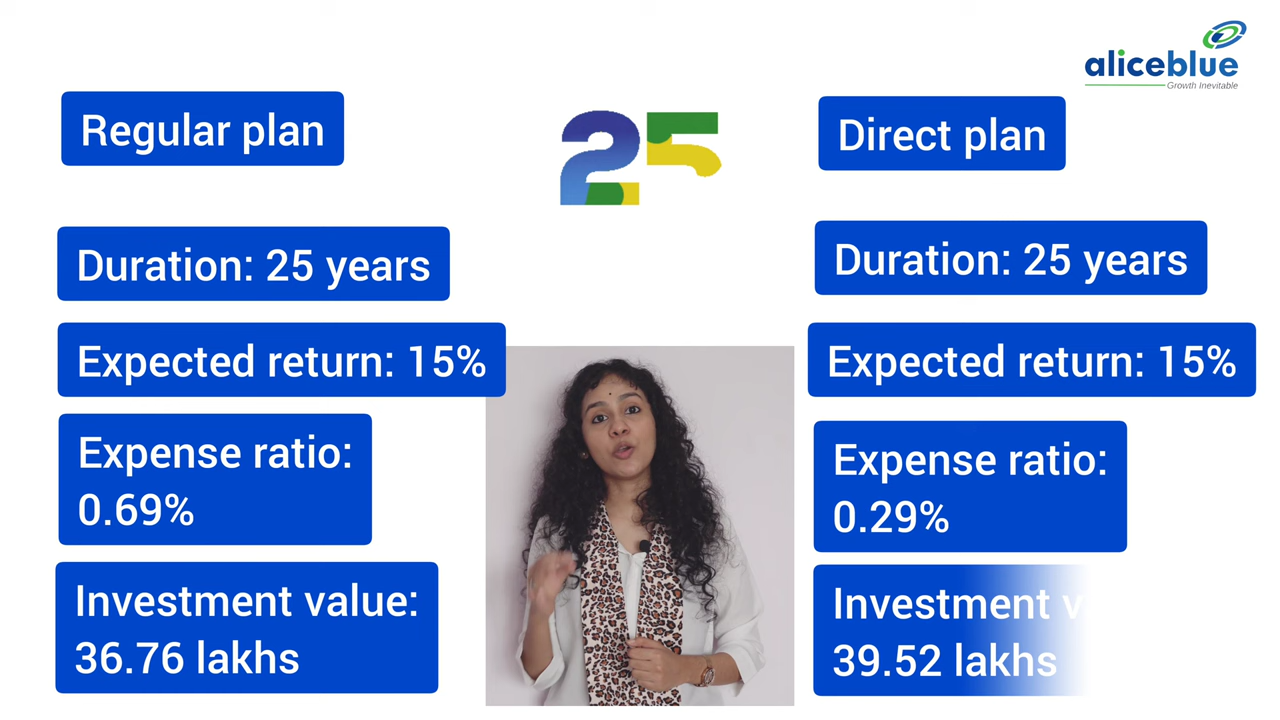 aliceblue
Growth Inevitable
Regular plan
25
Direct plan
Duration: 25 years
Duration: 25 years
Expected return: 15%
Expected return: 15%
Expense ratio:
0.69%
Expense ratio:
0.29%
Investment value:
36.76 lakhs
Investment v
39.52 lakhs